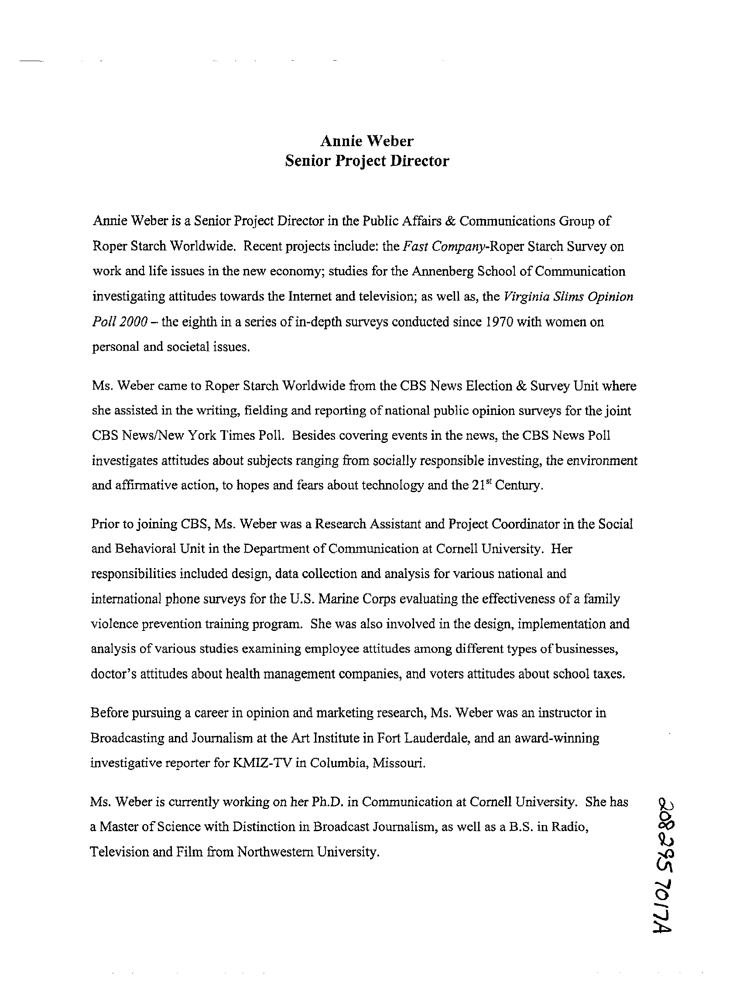 Annie Weber
Senior Project Director
Annie Weber is a Senior Project Director in the Public Affairs & Communications Group of
Roper Starch Worldwide. Recent projects include: the Fast Company-Roper Starch Survey on
work and life issues in the new economy; studies for the Annenberg School of Communication
investigating attitudes towards the Internet and television; as well as, the Virginia Slims Opinion
Poll 2000 – the eighth in a series of in-depth surveys conducted since 1970 with women on
personal and societal issues.
Ms. Weber came to Roper Starch Worldwide from the CBS News Election & Survey Unit where
she assisted in the writing, fielding and reporting of national public opinion surveys for the joint
CBS News/New York Times Poll. Besides covering events in the news, the CBS News Poll
investigates attitudes about subjects ranging from socially responsible investing, the environment
and affirmative action, to hopes and fears about technology and the 21st Century.
Prior to joining CBS, Ms. Weber was a Research Assistant and Project Coordinator in the Social
and Behavioral Unit in the Department of Communication at Cornell University. Her
responsibilities included design, data collection and analysis for various national and
international phone surveys for the U.S. Marine Corps evaluating the effectiveness of a family
violence prevention training program. She was also involved in the design, implementation and
analysis of various studies examining employee attitudes among different types of businesses,
doctor's attitudes about health management companies, and voters attitudes about school taxes.
Before pursuing a career in opinion and marketing research, Ms. Weber was an instructor in
Broadcasting and Journalism at the Art Institute in Fort Lauderdale, and an award-winning
investigative reporter for KMIZ-TV in Columbia, Missouri.
Ms. Weber is currently working on her Ph.D. in Communication at Cornell University. She has
a Master of Science with Distinction in Broadcast Journalism, as well as a B.S. in Radio,
Television and Film from Northwestern University.
2082957017A